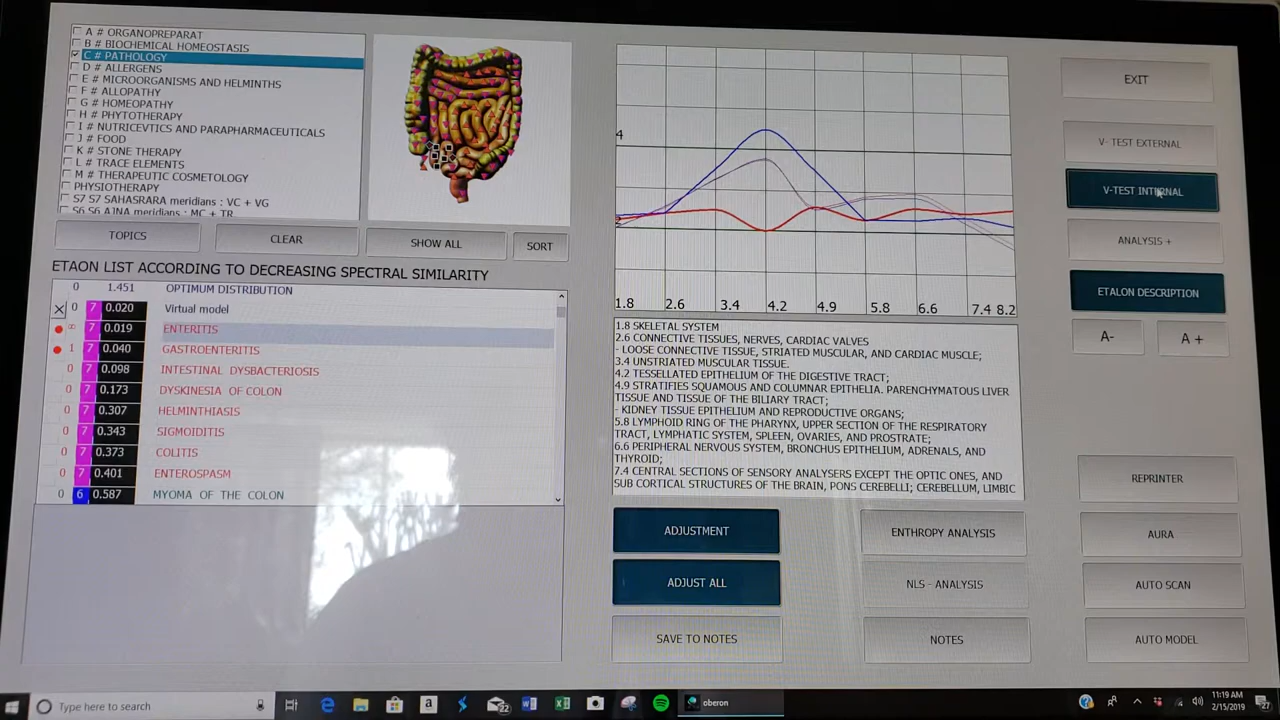 A # ORGANOPREPARAT
B # BIOCHEMICAL HOMEOSTASIS
C # PATHOLOGY
D # ALLERGENS
E # MICROORGANISMS AND HELMINTHS
F # ALLOPATHY
G # HOMEOPATHY
H # PHYTOTHERAPY
I # NUTRICEVTICS AND PARAPHARMACEUTICALS
J # FOOD
K # STONE THERAPY
L # TRACE ELEMENTS
M # THERAPEUTIC COSMETOLOGY
PHYSIOTHERAPY
S7 S7 SAHASRARA meridians : VC + VG
S6 S6 AJNA meridians : MC + TR
TOPICS
CLEAR
SHOW ALL
SORT
ETAON LIST ACCORDING TO DECREASING SPECTRAL SIMILARITY
0 1.451 OPTIMUM DISTRIBUTION
0 7 0.020 Virtual model
∞ 7 0.019 ENTERITIS
1 7 0.040 GASTROENTERITIS
0 7 0.098 INTESTINAL DYSBACTERIOSIS
0 7 0.173 DYSKINESIA OF COLON
0 7 0.307 HELMINTHIASIS
0 7 0.343 SIGMOIDITIS
0 7 0.373 COLITIS
0 7 0.401 ENTEROSPASM
0 6 0.587 MYOMA OF THE COLON
4
2
1.8 2.6 3.4 4.2 4.9 5.8 6.6 7.4 8.2
1.8 SKELETAL SYSTEM
2.6 CONNECTIVE TISSUES, NERVES, CARDIAC VALVES
- LOOSE CONNECTIVE TISSUE, STRIATED MUSCULAR, AND CARDIAC MUSCLE;
3.4 UNSTRIATED MUSCULAR TISSUE.
4.2 TESSELLATED EPITHELIUM OF THE DIGESTIVE TRACT;
4.9 STRATIFIES SQUAMOUS AND COLUMNAR EPITHELIA. PARENCHYMATOUS LIVER
TISSUE AND TISSUE OF THE BILIARY TRACT;
- KIDNEY TISSUE EPITHELIUM AND REPRODUCTIVE ORGANS;
5.8 LYMPHOID RING OF THE PHARYNX, UPPER SECTION OF THE RESPIRATORY
TRACT, LYMPHATIC SYSTEM, SPLEEN, OVARIES, AND PROSTRATE;
6.6 PERIPHERAL NERVOUS SYSTEM, BRONCHUS EPITHELIUM, ADRENALS, AND
THYROID;
7.4 CENTRAL SECTIONS OF SENSORY ANALYSERS EXCEPT THE OPTIC ONES, AND
SUB CORTICAL STRUCTURES OF THE BRAIN, PONS CEREBELLI; CEREBELLUM, LIMBIC
EXIT
V- TEST EXTERNAL
V-TEST INTERNAL
ANALYSIS +
ETALON DESCRIPTION
A-
A +
ADJUSTMENT
ADJUST ALL
SAVE TO NOTES
ENTHROPY ANALYSIS
NLS - ANALYSIS
NOTES
REPRINTER
AURA
AUTO SCAN
AUTO MODEL
Type here to search
22
oberon
11:19 AM
2/15/2019
27